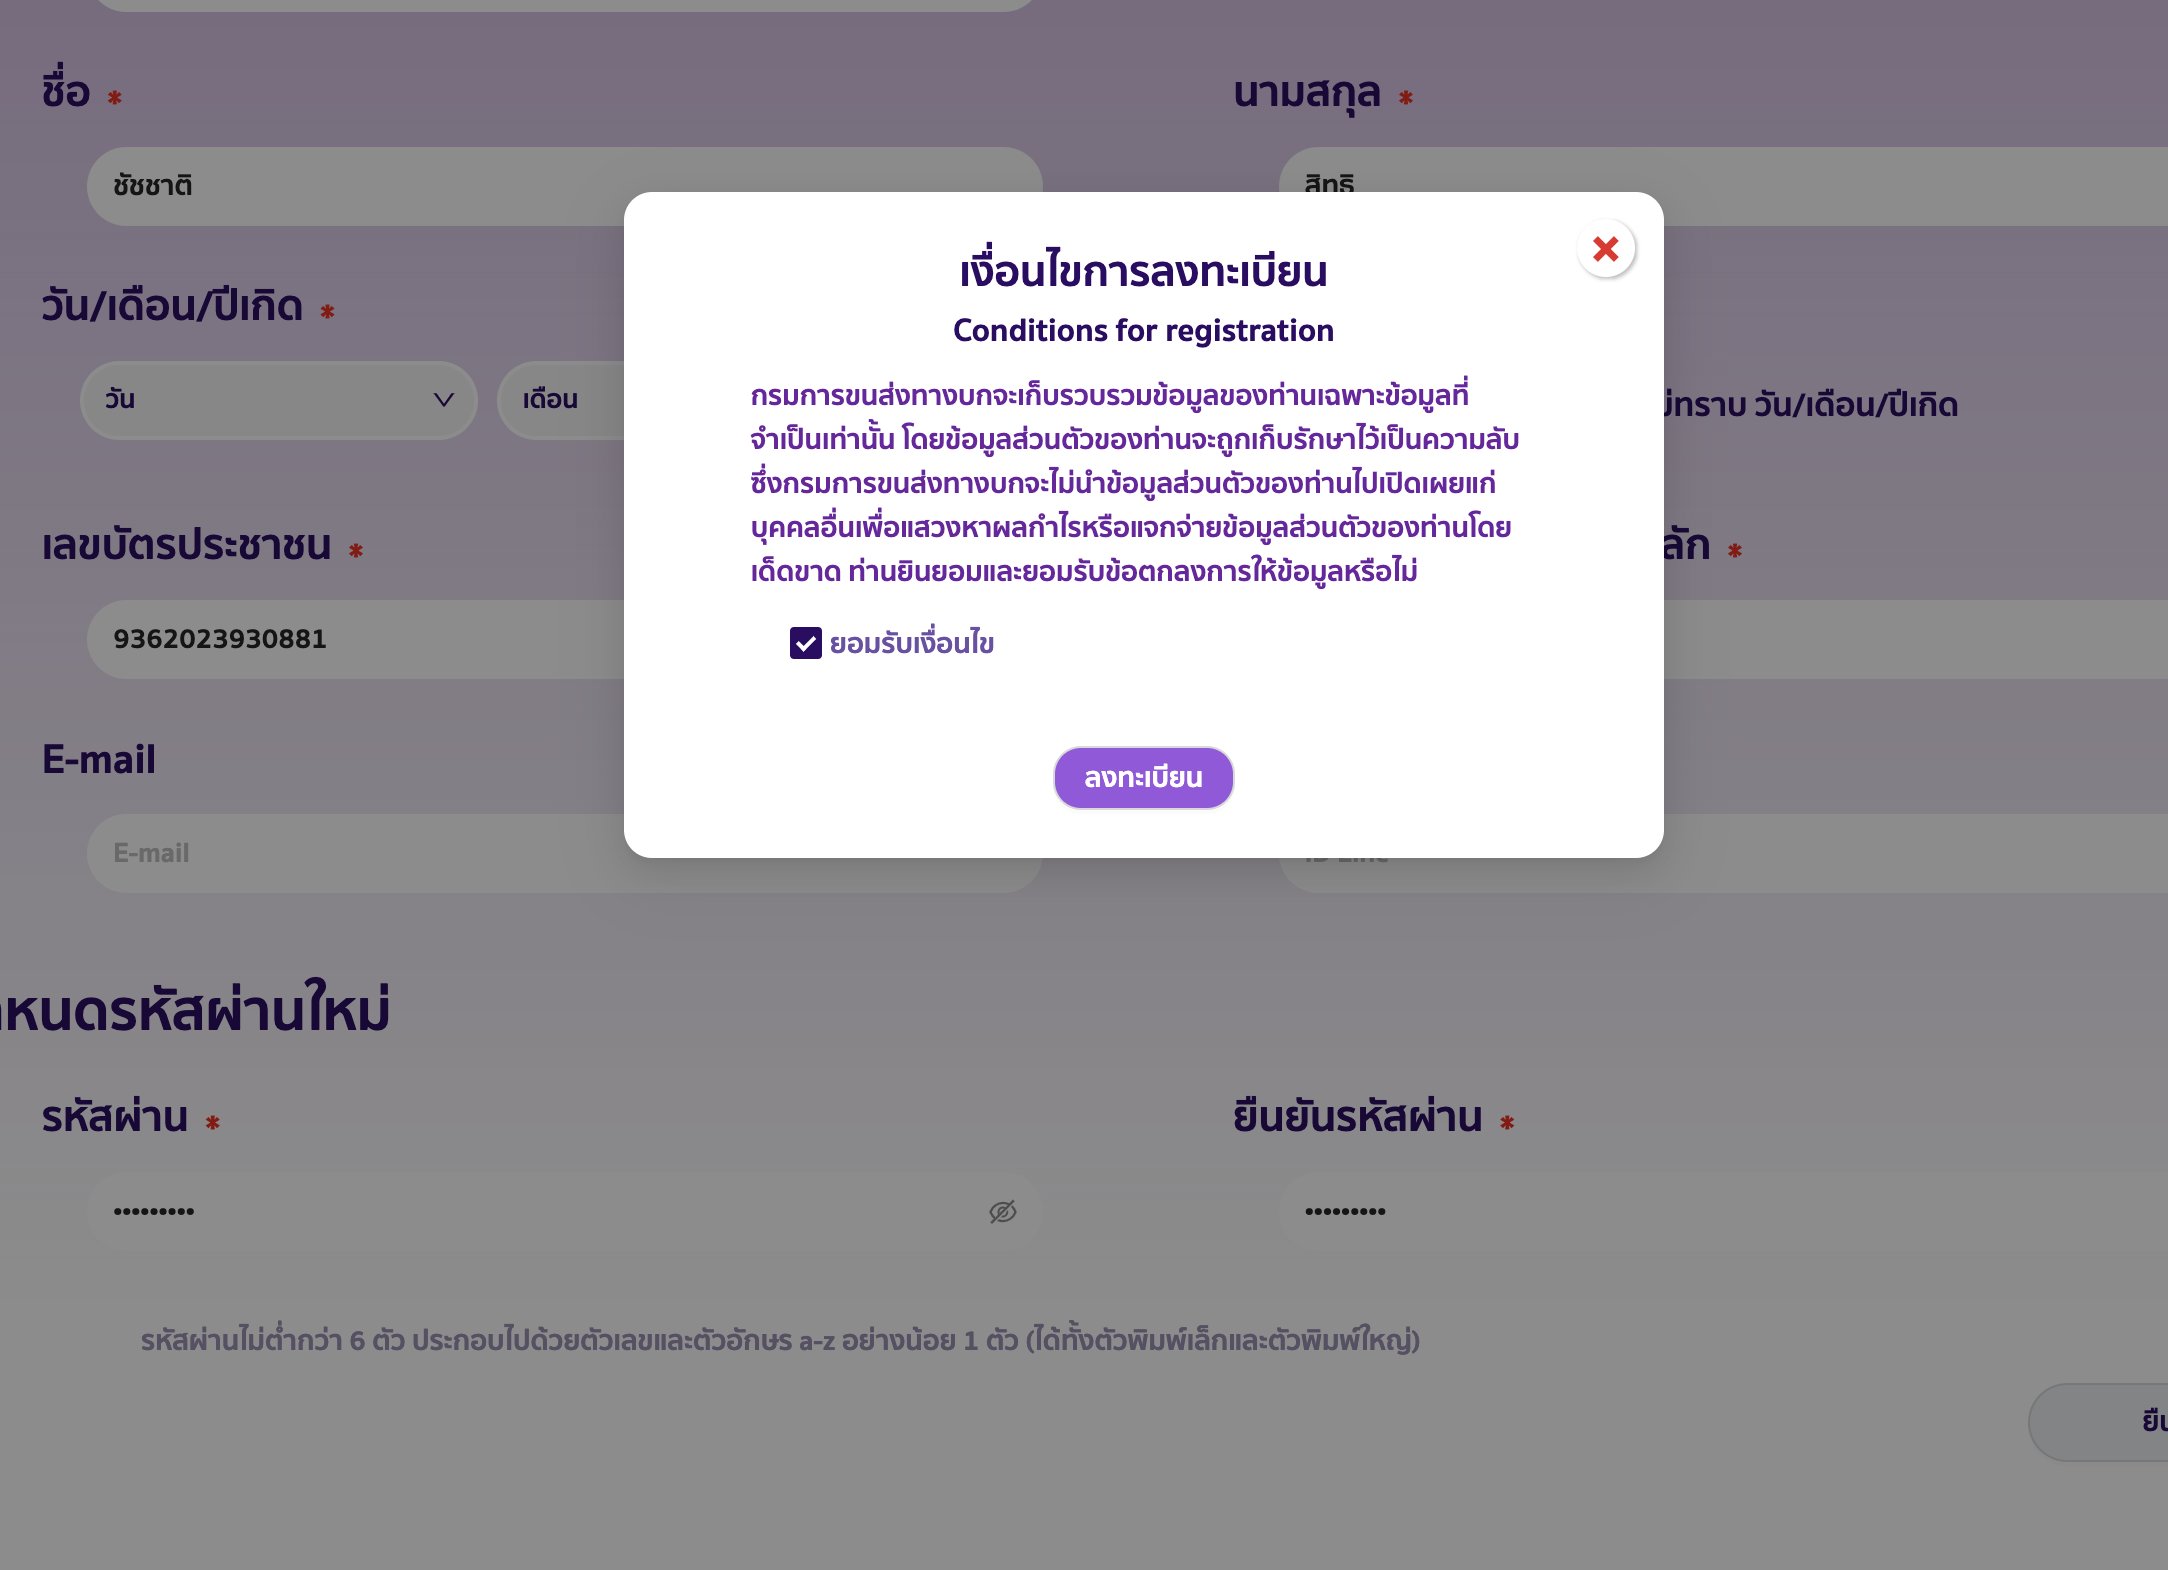 ชื่อ *
นามสกุล *
ชัชชาติ
สิทธิ
วัน/เดือน/ปีเกิด *
วัน
เดือน
ทราบ วัน/เดือน/ปีเกิด
เลขบัตรประชาชน *
ลัก *
9362023930881
E-mail
E-mail
เงื่อนไขการลงทะเบียน
Conditions for registration
กรมการขนส่งทางบกจะเก็บรวบรวมข้อมูลของท่านเฉพาะข้อมูลที่
จำเป็นเท่านั้น โดยข้อมูลส่วนตัวของท่านจะถูกเก็บรักษาไว้เป็นความลับ
ซึ่งกรมการขนส่งทางบกจะไม่นำข้อมูลส่วนตัวของท่านไปเปิดเผยแก่
บุคคลอื่นเพื่อแสวงหาผลกำไรหรือแจกจ่ายข้อมูลส่วนตัวของท่านโดย
เด็ดขาด ท่านยินยอมและยอมรับข้อตกลงการให้ข้อมูลหรือไม่
ยอมรับเงื่อนไข
ลงทะเบียน
หนดรหัสผ่านใหม่
รหัสผ่าน *
ยืนยันรหัสผ่าน *
•••••••••
•••••••••
รหัสผ่านไม่ต่ำกว่า 6 ตัว ประกอบไปด้วยตัวเลขและตัวอักษร a-z อย่างน้อย 1 ตัว (ได้ทั้งตัวพิมพ์เล็กและตัวพิมพ์ใหญ่)